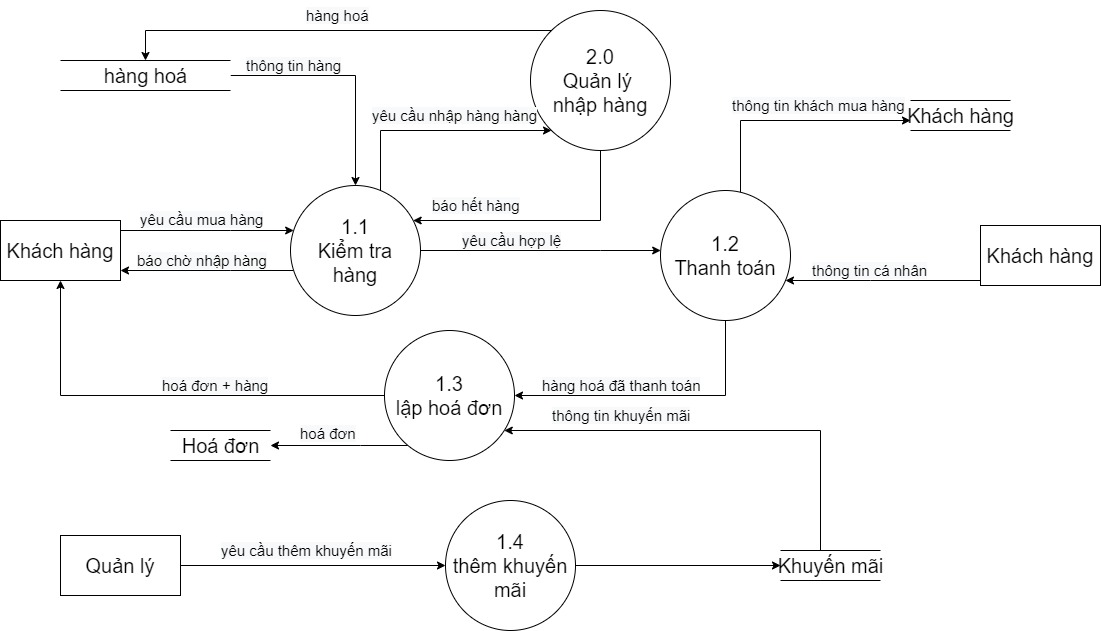 hàng hoá
2.0
Quản lý
nhập hàng
hàng hoá
thông tin hàng
yêu cầu nhập hàng hàng
thông tin khách mua hàng
Khách hàng
báo hết hàng
Khách hàng
yêu cầu mua hàng
báo chờ nhập hàng
1.1
Kiểm tra
hàng
yêu cầu hợp lệ
1.2
Thanh toán
thông tin cá nhân
Khách hàng
hoá đơn + hàng
1.3
lập hoá đơn
hàng hoá đã thanh toán
thông tin khuyến mãi
Hoá đơn
hoá đơn
Quản lý
yêu cầu thêm khuyến mãi
1.4
thêm khuyến
mãi
Khuyến mãi